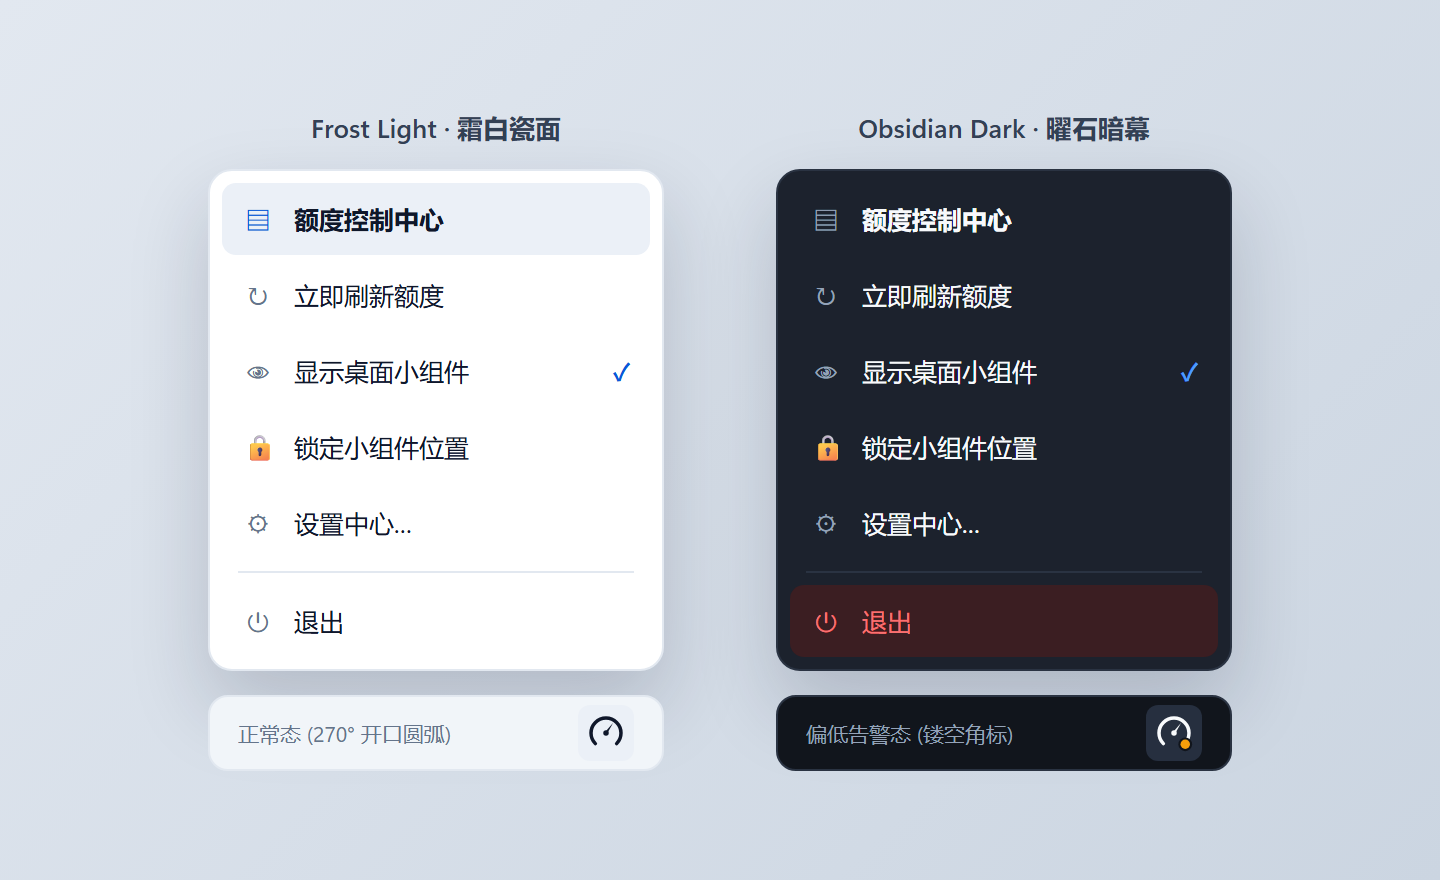 Frost Light · 霜白瓷面
额度控制中心
立即刷新额度
显示桌面小组件
锁定小组件位置
设置中心...
退出
正常态 (270° 开口圆弧)
Obsidian Dark · 曜石暗幕
额度控制中心
立即刷新额度
显示桌面小组件
锁定小组件位置
设置中心...
退出
偏低告警态 (镂空角标)